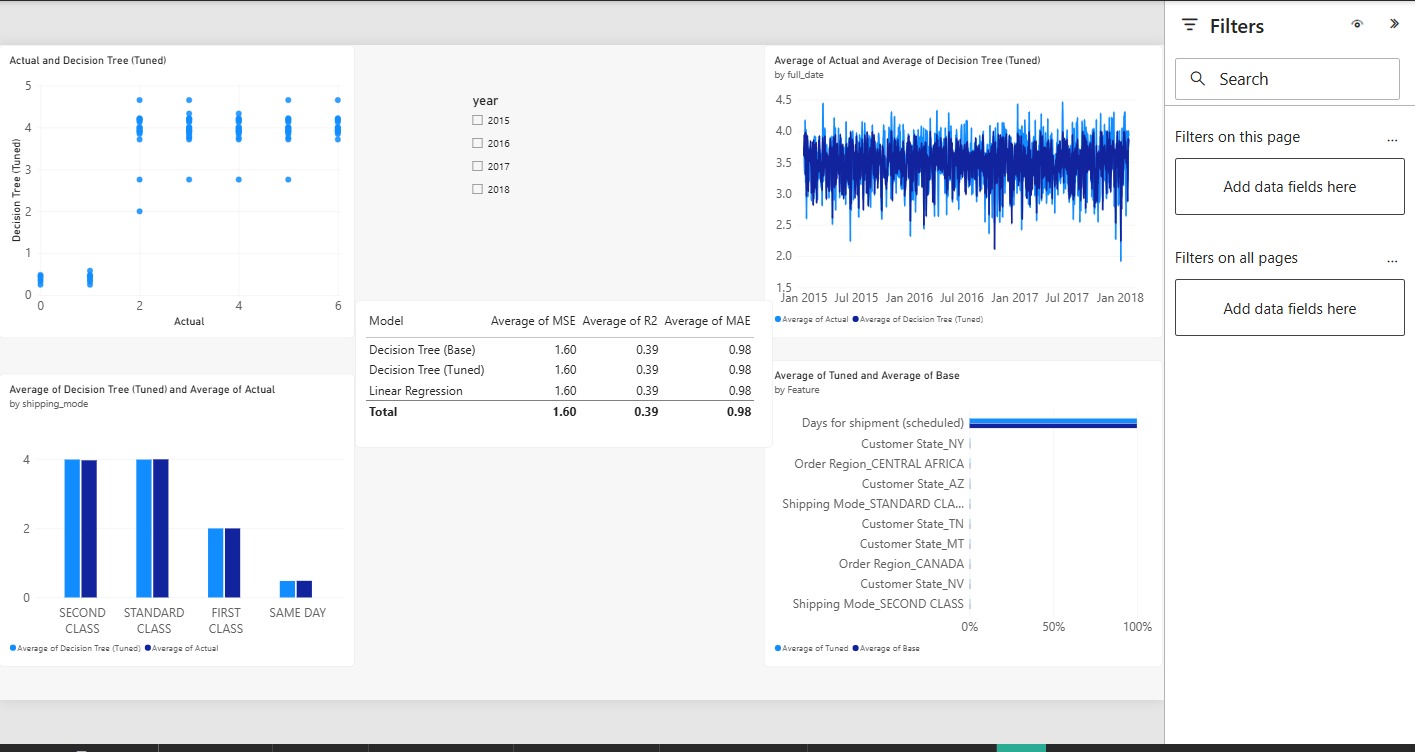 Actual and Decision Tree (Tuned)
Decision Tree (Tuned)
5
4
3
2
1
0
0 2 4 6
Actual
year
2015
2016
2017
2018
Average of Actual and Average of Decision Tree (Tuned)
by full_date
4.5
4.0
3.5
3.0
2.5
2.0
1.5
Jan 2015 Jul 2015 Jan 2016 Jul 2016 Jan 2017 Jul 2017 Jan 2018
Average of Actual Average of Decision Tree (Tuned)
Model Average of MSE Average of R2 Average of MAE
Decision Tree (Base) 1.60 0.39 0.98
Decision Tree (Tuned) 1.60 0.39 0.98
Linear Regression 1.60 0.39 0.98
Total 1.60 0.39 0.98
Average of Decision Tree (Tuned) and Average of Actual
by shipping_mode
4
2
0
SECOND CLASS
STANDARD CLASS
FIRST CLASS
SAME DAY
Average of Decision Tree (Tuned) Average of Actual
Average of Tuned and Average of Base
by Feature
Days for shipment (scheduled)
Customer State_NY
Order Region_CENTRAL AFRICA
Customer State_AZ
Shipping Mode_STANDARD CLA...
Customer State_TN
Customer State_MT
Order Region_CANADA
Customer State_NV
Shipping Mode_SECOND CLASS
0% 50% 100%
Average of Tuned Average of Base
Filters
Search
Filters on this page ...
Add data fields here
Filters on all pages ...
Add data fields here